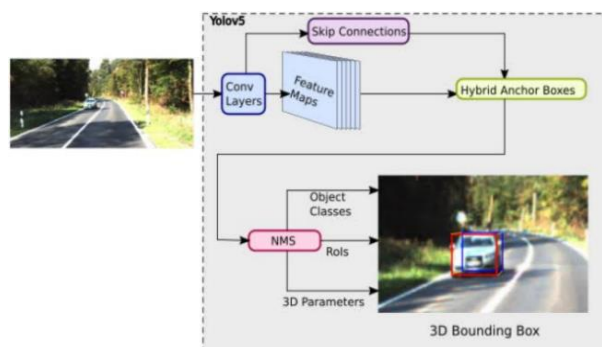 Yolov5
Skip Connections
Conv
Layers
Feature
Maps
Hybrid Anchor Boxes
Object
Classes
NMS
RoIs
3D Parameters
3D Bounding Box